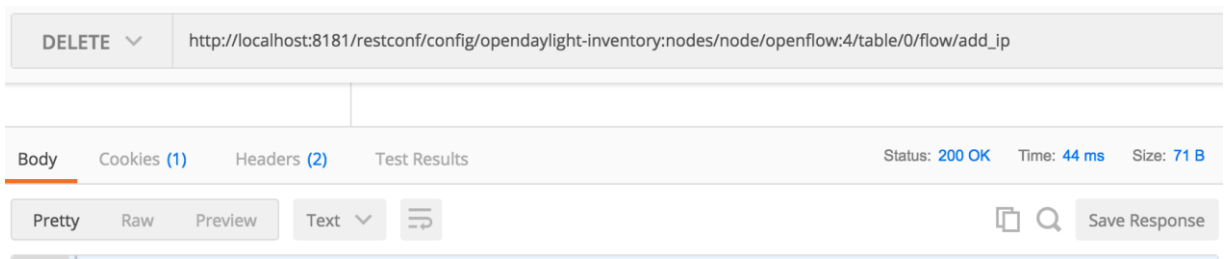 DELETE http://localhost:8181/restconf/config/opendaylight-inventory:nodes/node/openflow:4/table/0/flow/add_ip
Body Cookies (1) Headers (2) Test Results Status: 200 OK Time: 44 ms Size: 71 B
Pretty Raw Preview Text Save Response